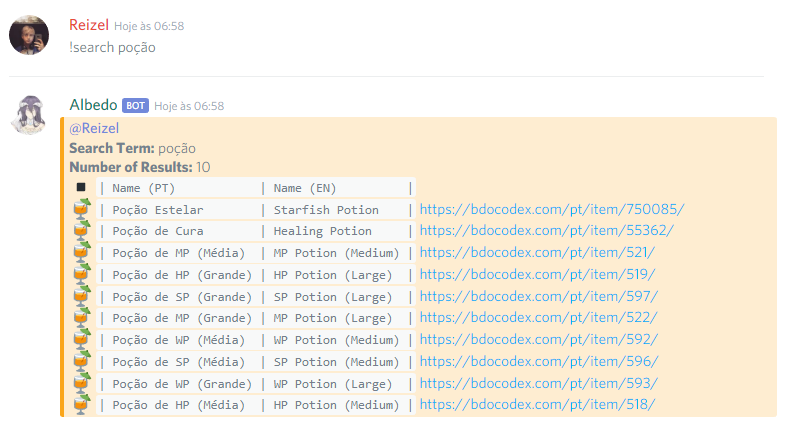 Reizel Hoje às 06:58
!search poção
Albedo BOT Hoje às 06:58
@Reizel
Search Term: poção
Number of Results: 10
| Name (PT) | Name (EN) |
| Poção Estelar | Starfish Potion | https://bdocodex.com/pt/item/750085/
| Poção de Cura | Healing Potion | https://bdocodex.com/pt/item/55362/
| Poção de MP (Média) | MP Potion (Medium) | https://bdocodex.com/pt/item/521/
| Poção de HP (Grande) | HP Potion (Large) | https://bdocodex.com/pt/item/519/
| Poção de SP (Grande) | SP Potion (Large) | https://bdocodex.com/pt/item/597/
| Poção de MP (Grande) | MP Potion (Large) | https://bdocodex.com/pt/item/522/
| Poção de WP (Média) | WP Potion (Medium) | https://bdocodex.com/pt/item/592/
| Poção de SP (Média) | SP Potion (Medium) | https://bdocodex.com/pt/item/596/
| Poção de WP (Grande) | WP Potion (Large) | https://bdocodex.com/pt/item/593/
| Poção de HP (Média) | HP Potion (Medium) | https://bdocodex.com/pt/item/518/